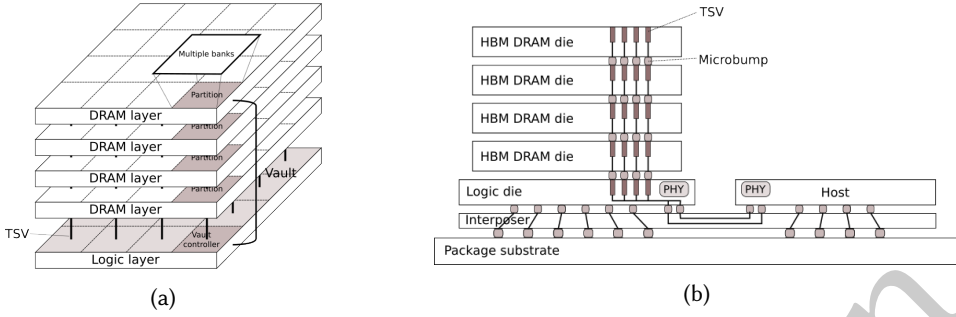 Multiple banks
Partition
DRAM layer
Partition
DRAM layer
Partition
DRAM layer
Partition
DRAM layer
Vault
TSV
Vault
controller
Logic layer
(a)
TSV
HBM DRAM die
Microbump
HBM DRAM die
HBM DRAM die
HBM DRAM die
Logic die
PHY
PHY
Host
Interposer
Package substrate
(b)